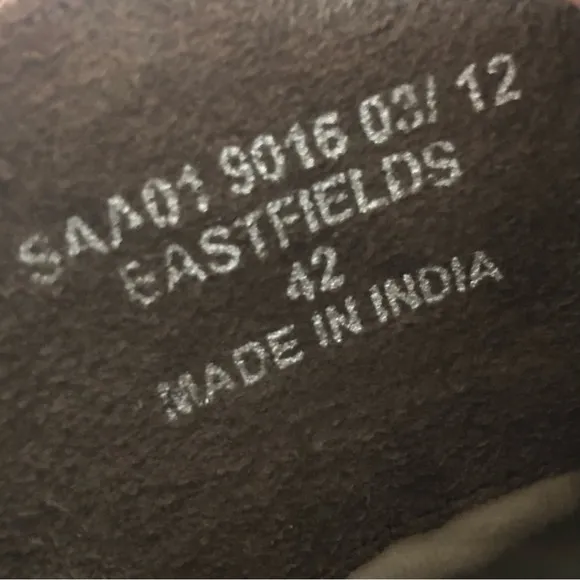 SAA01 9016 03/ 12
EASTFIELDS
42
MADE IN INDIA